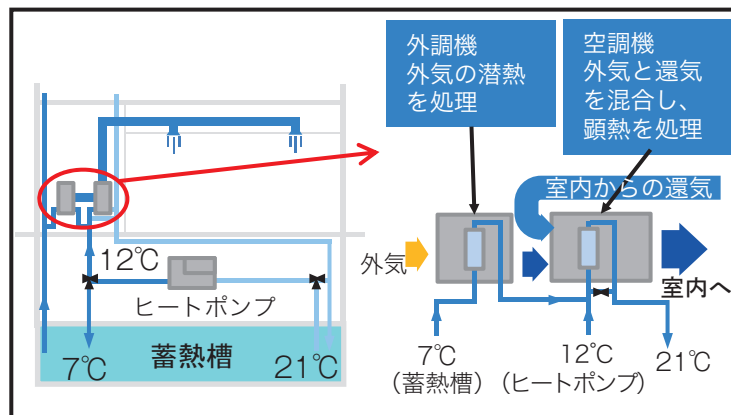 外調機
外気の潜熱
を処理
空調機
外気と還気
を混合し、
顕熱を処理
室内からの還気
外気
室内へ
7℃
(蓄熱槽)
12℃
(ヒートポンプ)
21℃
12℃
ヒートポンプ
蓄熱槽
7℃
21℃